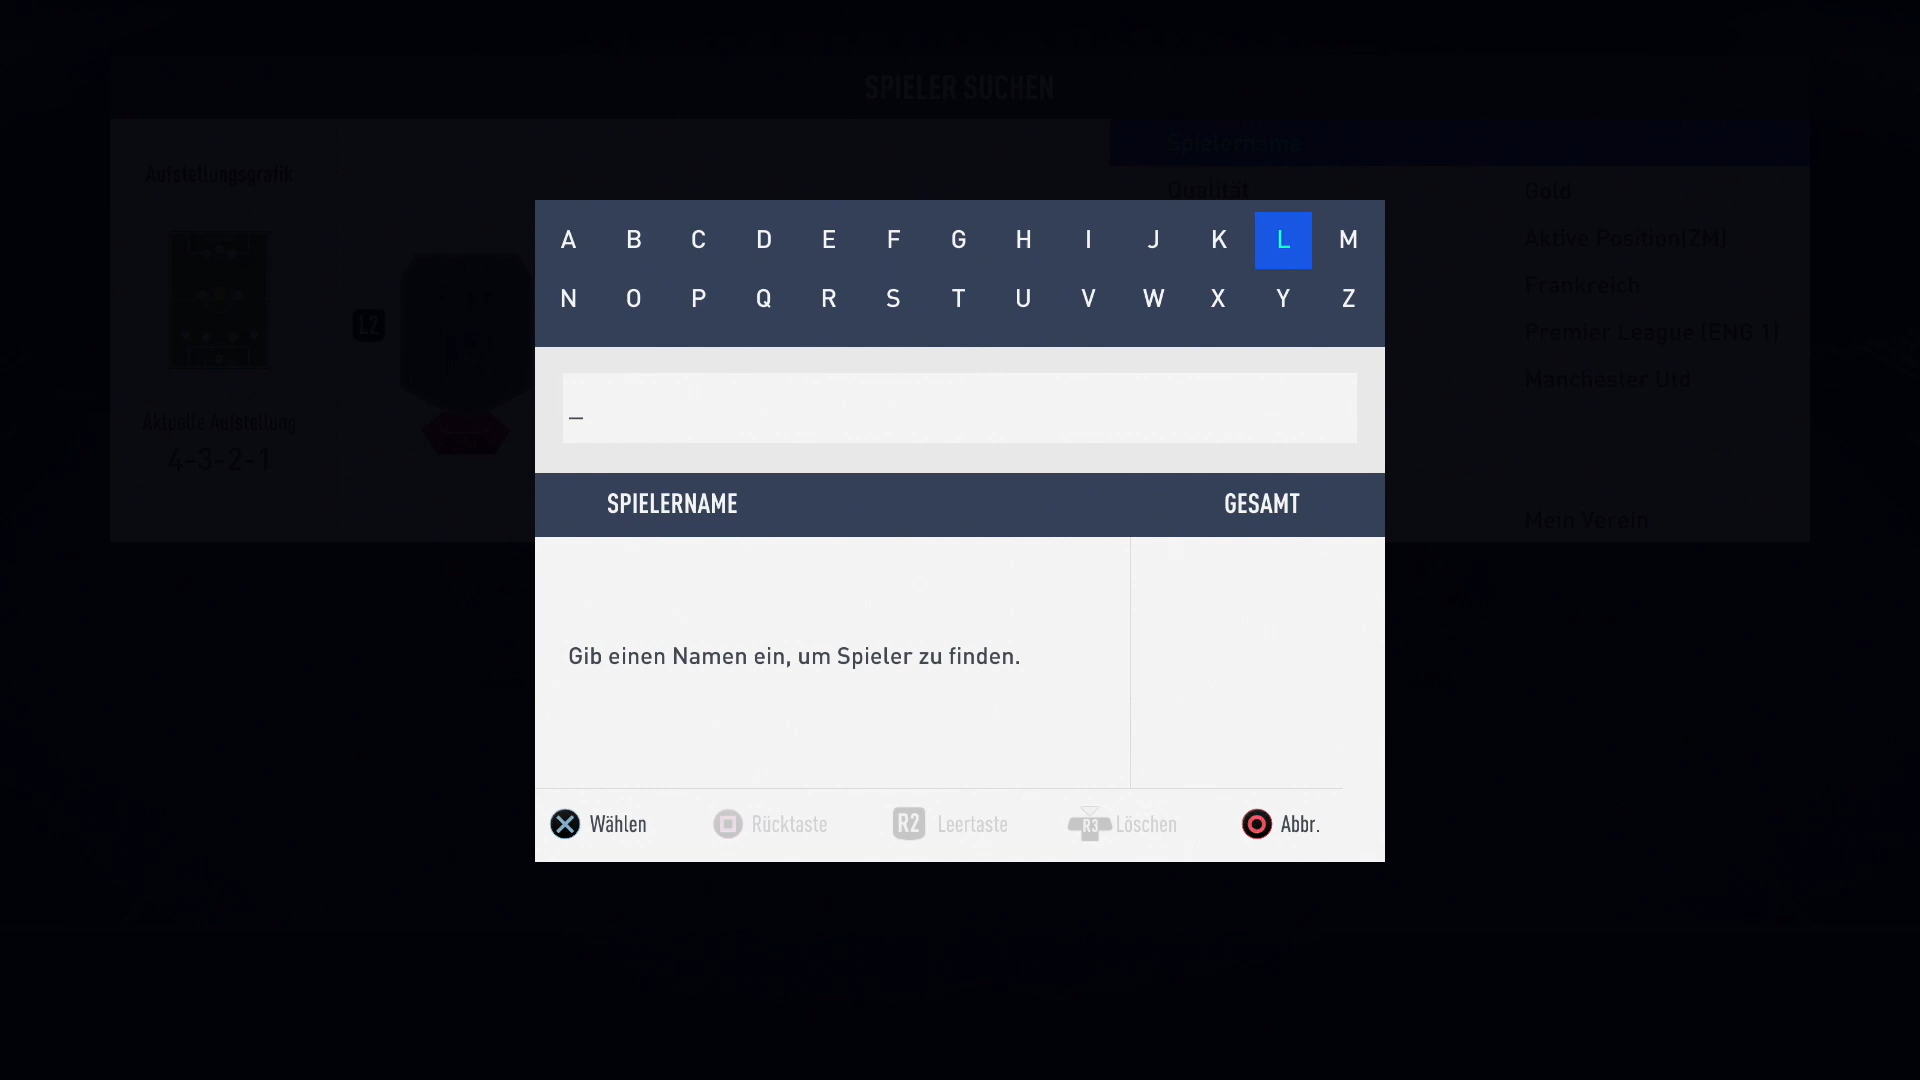 SPIELER SUCHEN
Aufstellungsgrafik
L2
Aktuelle Aufstellung
4-3-2-1
Spielername
Qualität Gold
Aktive Position(ZM)
Frankreich
Premier League (ENG 1)
Manchester Utd
Mein Verein
A B C D E F G H I J K L M
N O P Q R S T U V W X Y Z
_
SPIELERNAME GESAMT
Gib einen Namen ein, um Spieler zu finden.
Wählen Rücktaste R2 Leertaste R3 Löschen Abbr.